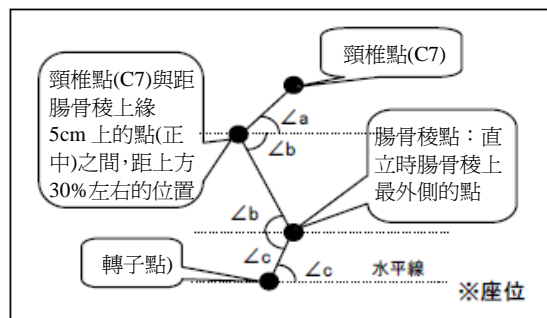 頸椎點(C7)
頸椎點(C7)與距
腸骨稜上緣
5cm 上的點(正
中)之間,距上方
30%左右的位置
∠a
∠b
腸骨稜點：直
立時腸骨稜上
最外側的點
∠b
∠c
轉子點)
∠c
水平線
※座位